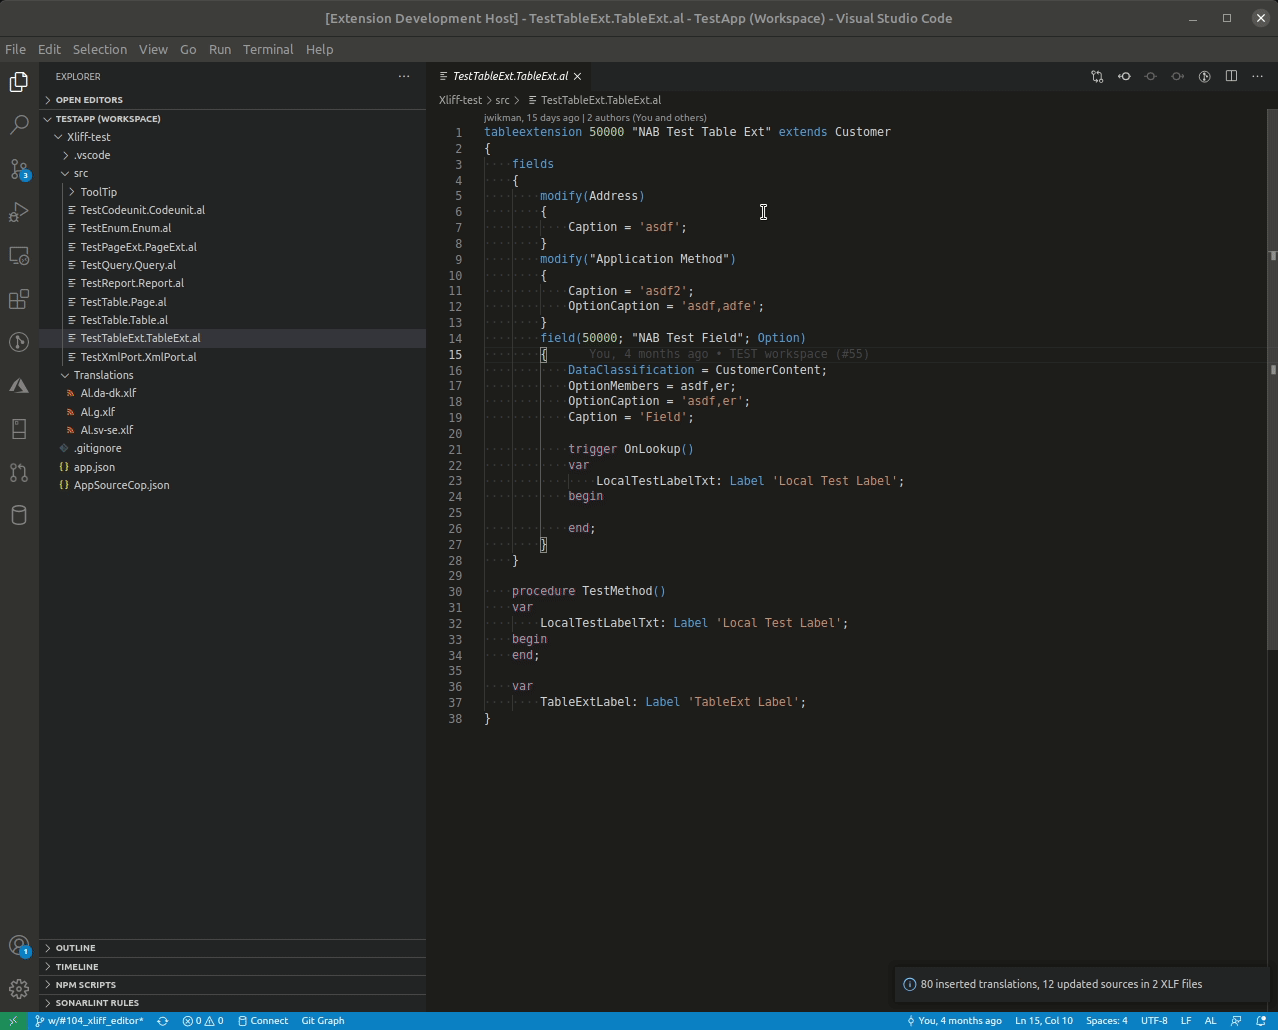 [Extension Development Host] - TestTableExt.TableExt.al - TestApp (Workspace) - Visual Studio Code
File Edit Selection View Go Run Terminal Help
EXPLORER
OPEN EDITORS
TESTAPP (WORKSPACE)
Xliff-test
.vscode
src
ToolTip
TestCodeunit.Codeunit.al
TestEnum.Enum.al
TestPageExt.PageExt.al
TestQuery.Query.al
TestReport.Report.al
TestTable.Page.al
TestTable.Table.al
TestTableExt.TableExt.al
TestXmlPort.XmlPort.al
Translations
Al.da-dk.xlf
Al.g.xlf
Al.sv-se.xlf
.gitignore
{} app.json
{} AppSourceCop.json
3
1
OUTLINE
TIMELINE
NPM SCRIPTS
SONARLINT RULES
TestTableExt.TableExt.al
Xliff-test > src > TestTableExt.TableExt.al
jwikman, 15 days ago | 2 authors (You and others)
1 tableextension 50000 "NAB Test Table Ext" extends Customer
2 {
3 fields
4 {
5 modify(Address)
6 {
7 Caption = 'asdf';
8 }
9 modify("Application Method")
10 {
11 Caption = 'asdf2';
12 OptionCaption = 'asdf,adfe';
13 }
14 field(50000; "NAB Test Field"; Option)
15 { You, 4 months ago • TEST workspace (#55)
16 DataClassification = CustomerContent;
17 OptionMembers = asdf,er;
18 OptionCaption = 'asdf,er';
19 Caption = 'Field';
20
21 trigger OnLookup()
22 var
23 LocalTestLabelTxt: Label 'Local Test Label';
24 begin
25
26 end;
27 }
28 }
29
30 procedure TestMethod()
31 var
32 LocalTestLabelTxt: Label 'Local Test Label';
33 begin
34 end;
35
36 var
37 TableExtLabel: Label 'TableExt Label';
38 }
80 inserted translations, 12 updated sources in 2 XLF files
w/#104_xliff_editor* 0 0 Connect Git Graph You, 4 months ago Ln 15, Col 10 Spaces: 4 UTF-8 LF AL